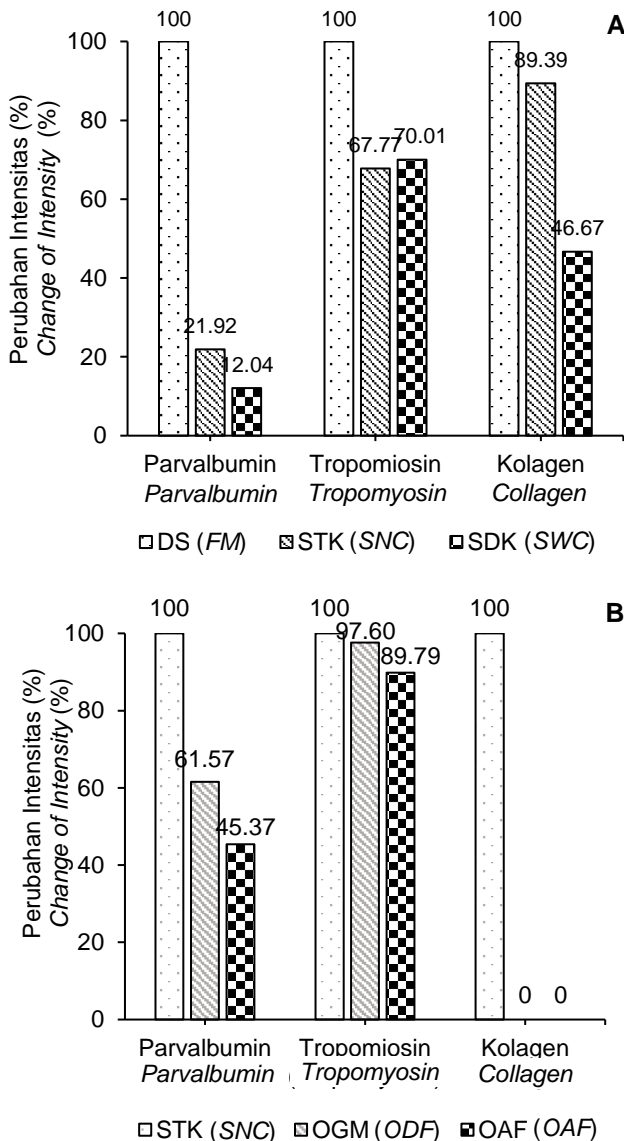 A
100 100 100
100
89.39
80
67.77 70.01
60
46.67
40
21.92
20
12.04
0
Perubahan Intensitas (%)
Change of Intensity (%)
Parvalbumin Tropomiosin Kolagen
Parvalbumin Tropomyosin Collagen
DS (FM) STK (SNC) SDK (SWC)
B
100 100 100
100
97.60
89.79
80
61.57
60
45.37
40
20
0 0
0
Perubahan Intensitas (%)
Change of Intensity (%)
Parvalbumin Tropomiosin Kolagen
Parvalbumin Tropomyosin Collagen
STK (SNC) OGM (ODF) OAF (OAF)